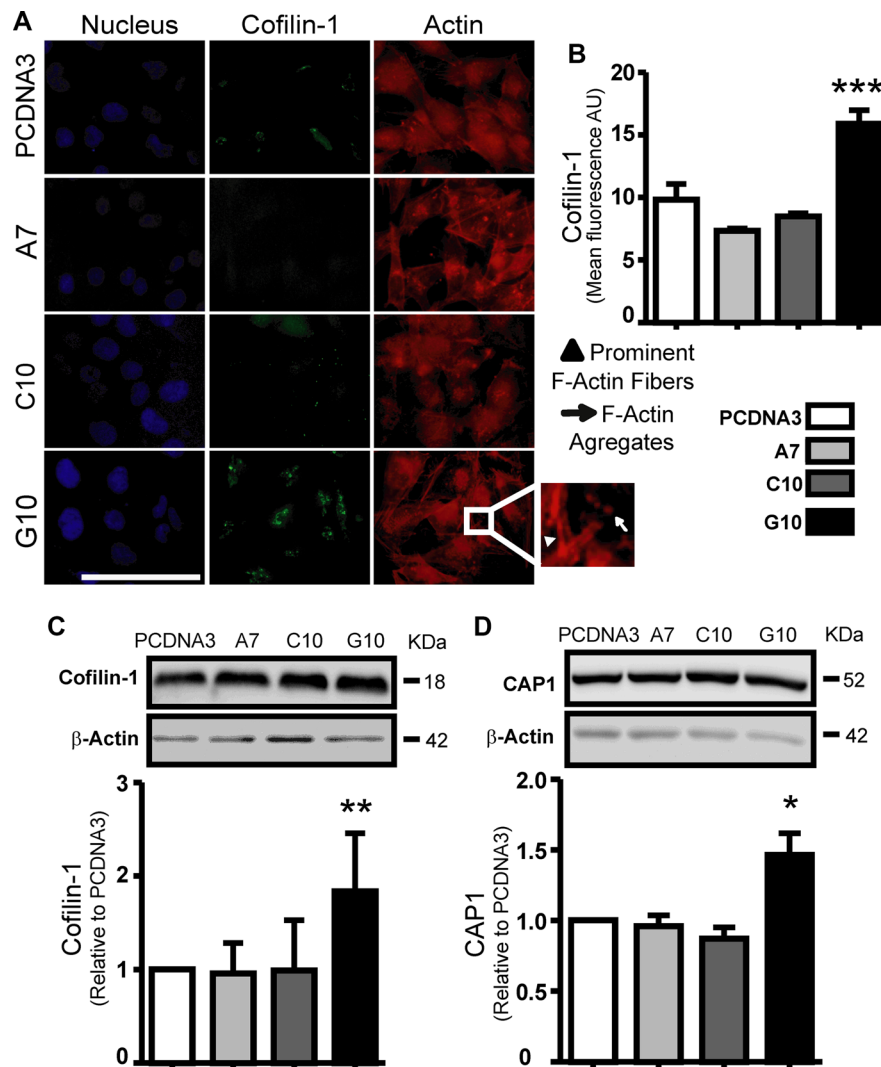 A
Nucleus Cofilin-1 Actin
PCDNA3
A7
C10
G10
B
Cofilin-1
(Mean fluorescence AU)
20
15
10
5
0
***
Prominent
F-Actin Fibers
F-Actin
Agregates
PCDNA3
A7
C10
G10
C
PCDNA3 A7 C10 G10 KDa
Cofilin-1 18
β-Actin 42
Cofilin-1
(Relative to PCDNA3)
3
2
1
0
**
D
PCDNA3 A7 C10 G10 KDa
CAP1 52
β-Actin 42
CAP1
(Relative to PCDNA3)
2.0
1.5
1.0
0.5
0
*